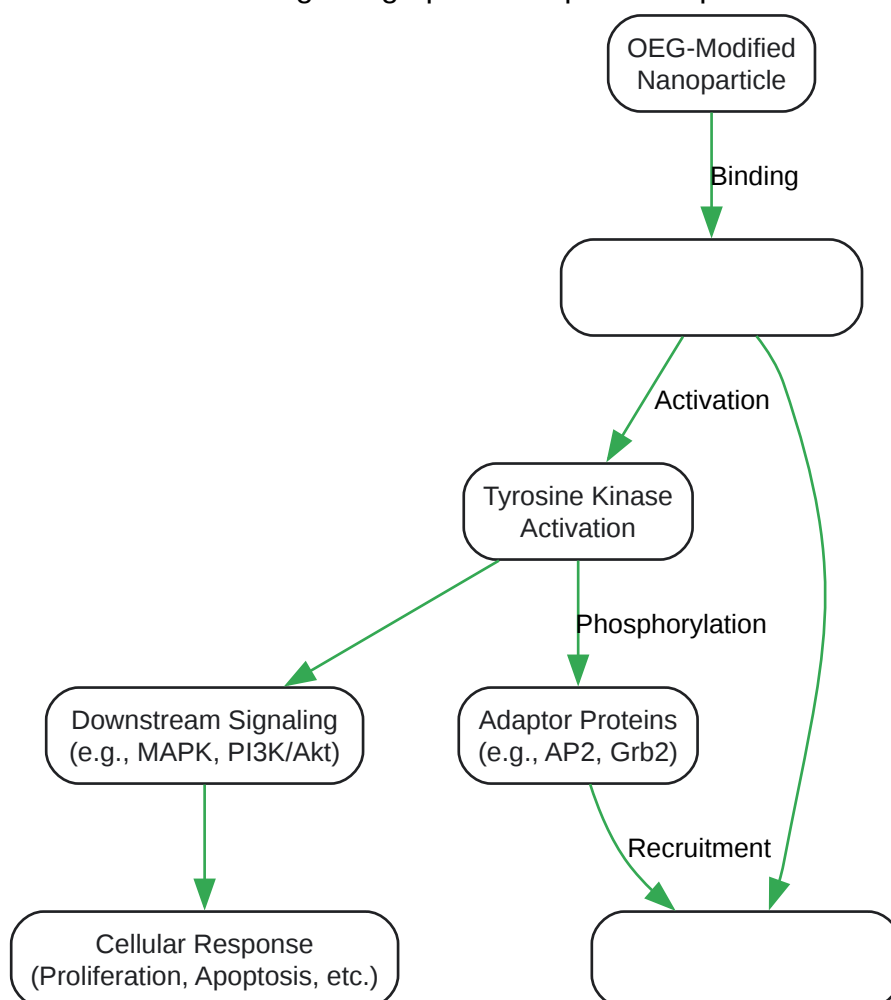 OEG-Modified
Nanoparticle
Binding
Activation
Tyrosine Kinase
Activation
Phosphorylation
Downstream Signaling
(e.g., MAPK, PI3K/Akt)
Adaptor Proteins
(e.g., AP2, Grb2)
Recruitment
Cellular Response
(Proliferation, Apoptosis, etc.)